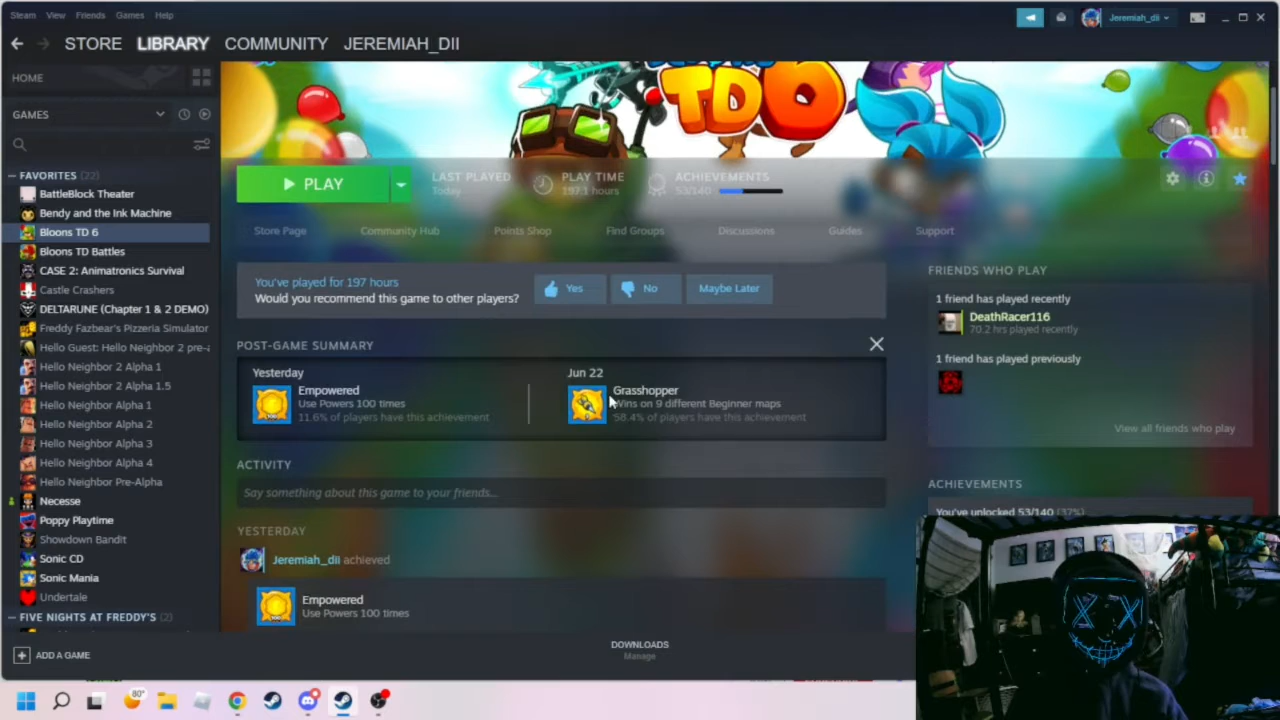 Steam View Friends Games Help
Jeremiah_dii
STORE LIBRARY COMMUNITY JEREMIAH_DII
HOME
GAMES
FAVORITES (22)
BattleBlock Theater
Bendy and the Ink Machine
Bloons TD 6
Bloons TD Battles
CASE 2: Animatronics Survival
Castle Crashers
DELTARUNE (Chapter 1 & 2 DEMO)
Freddy Fazbear's Pizzeria Simulator
Hello Guest: Hello Neighbor 2 pre-a
Hello Neighbor 2 Alpha 1
Hello Neighbor 2 Alpha 1.5
Hello Neighbor Alpha 1
Hello Neighbor Alpha 2
Hello Neighbor Alpha 3
Hello Neighbor Alpha 4
Hello Neighbor Pre-Alpha
Necesse
Poppy Playtime
Showdown Bandit
Sonic CD
Sonic Mania
Undertale
FIVE NIGHTS AT FREDDY'S (2)
ADD A GAME
TD 6
PLAY
LAST PLAYED
Today
PLAY TIME
197.1 hours
ACHIEVEMENTS
53/140
Store Page Community Hub Points Shop Find Groups Discussions Guides Support
You've played for 197 hours
Would you recommend this game to other players?
Yes No Maybe Later
POST-GAME SUMMARY
Yesterday
Empowered
Use Powers 100 times
11.6% of players have this achievement
Jun 22
Grasshopper
Wins on 9 different Beginner maps
58.4% of players have this achievement
ACTIVITY
Say something about this game to your friends...
YESTERDAY
Jeremiah_dii achieved
Empowered
Use Powers 100 times
FRIENDS WHO PLAY
1 friend has played recently
DeathRacer116
70.2 hrs played recently
1 friend has played previously
View all friends who play
ACHIEVEMENTS
You've unlocked 53/140 (37%)
DOWNLOADS
Manage
80°